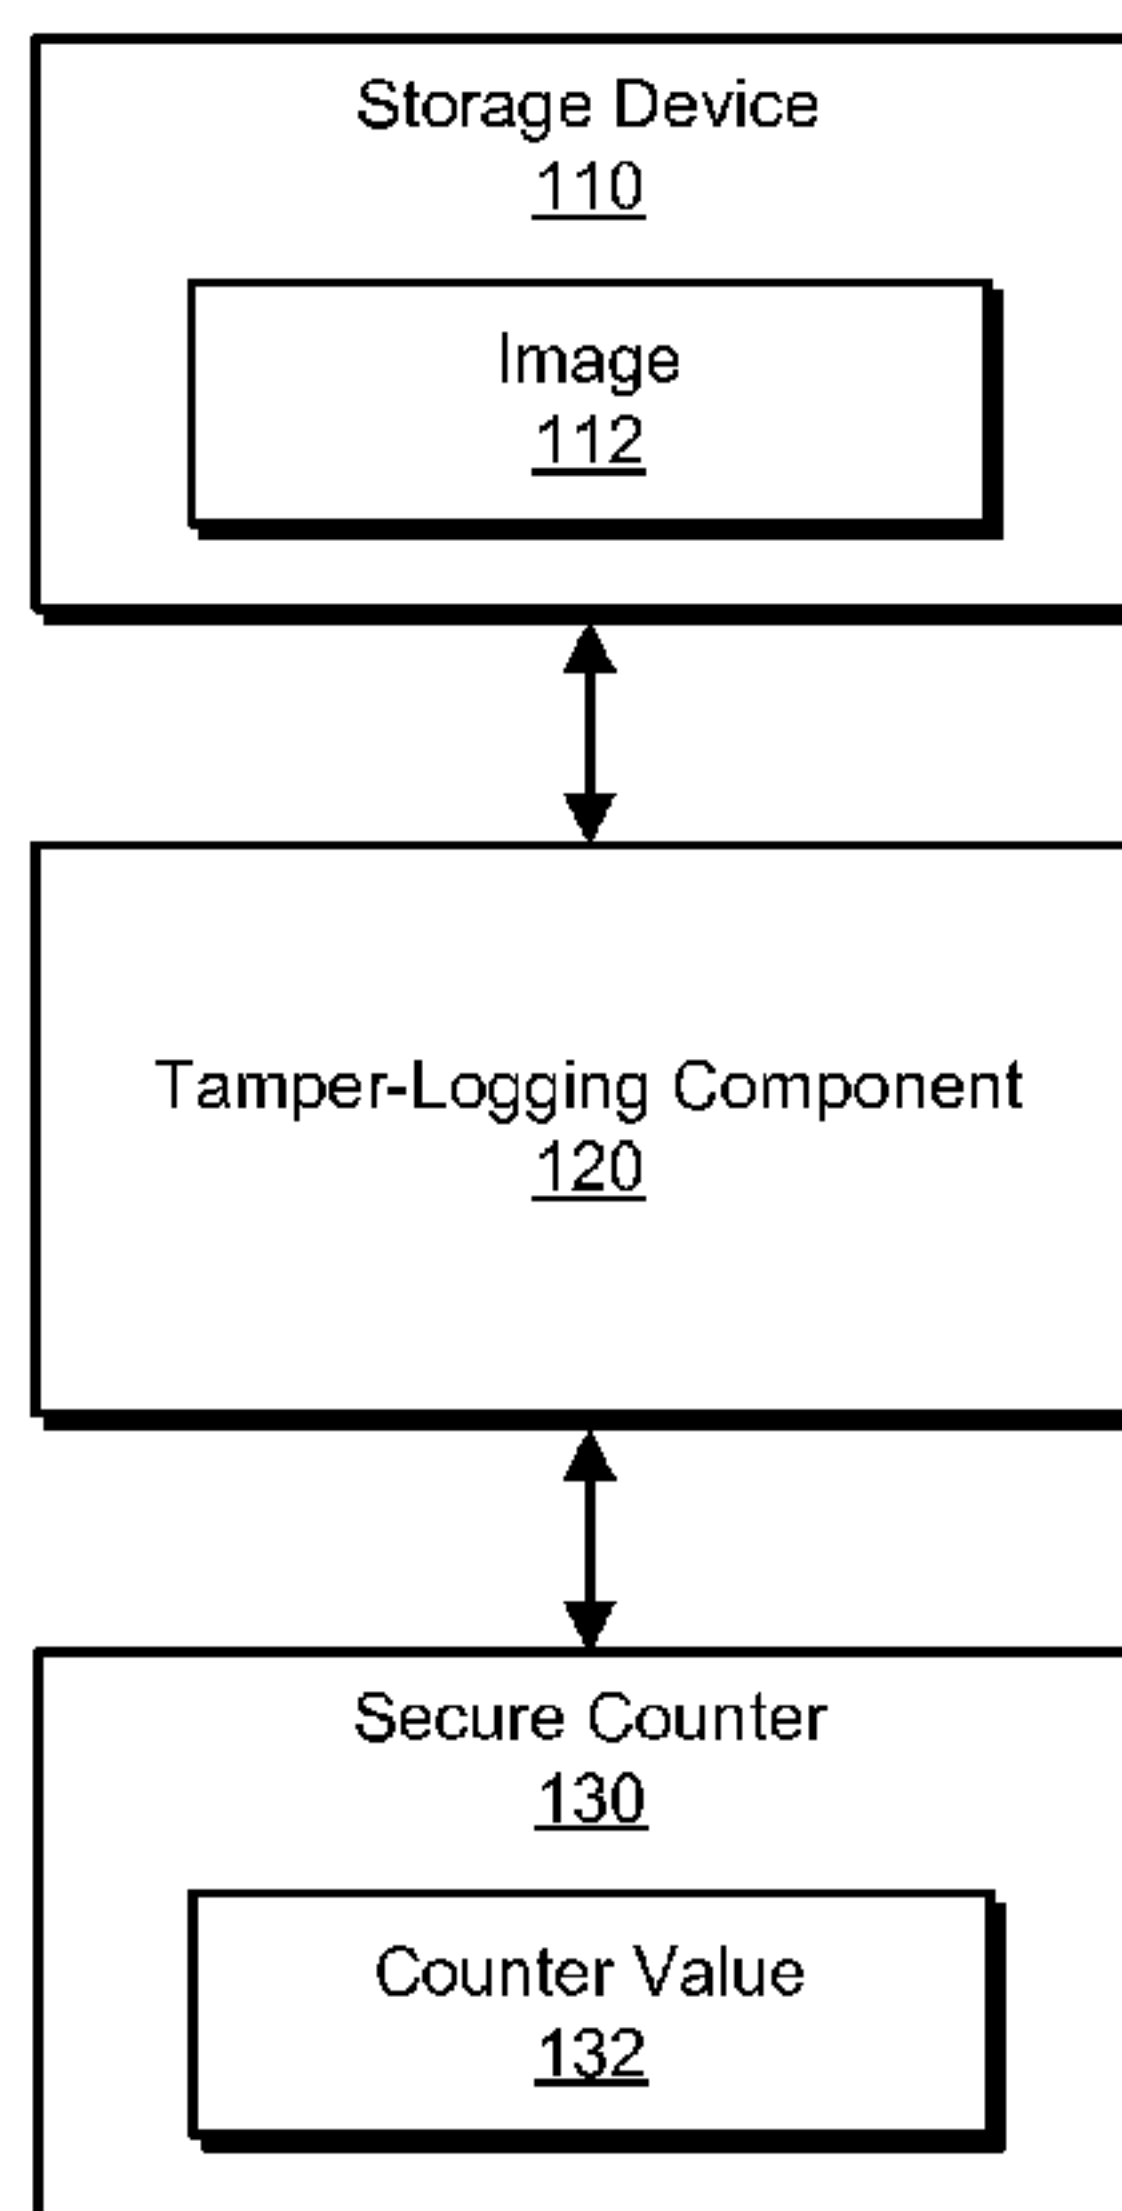 Storage Device
110
Image
112
Tamper-Logging Component
120
Secure Counter
130
Counter Value
132